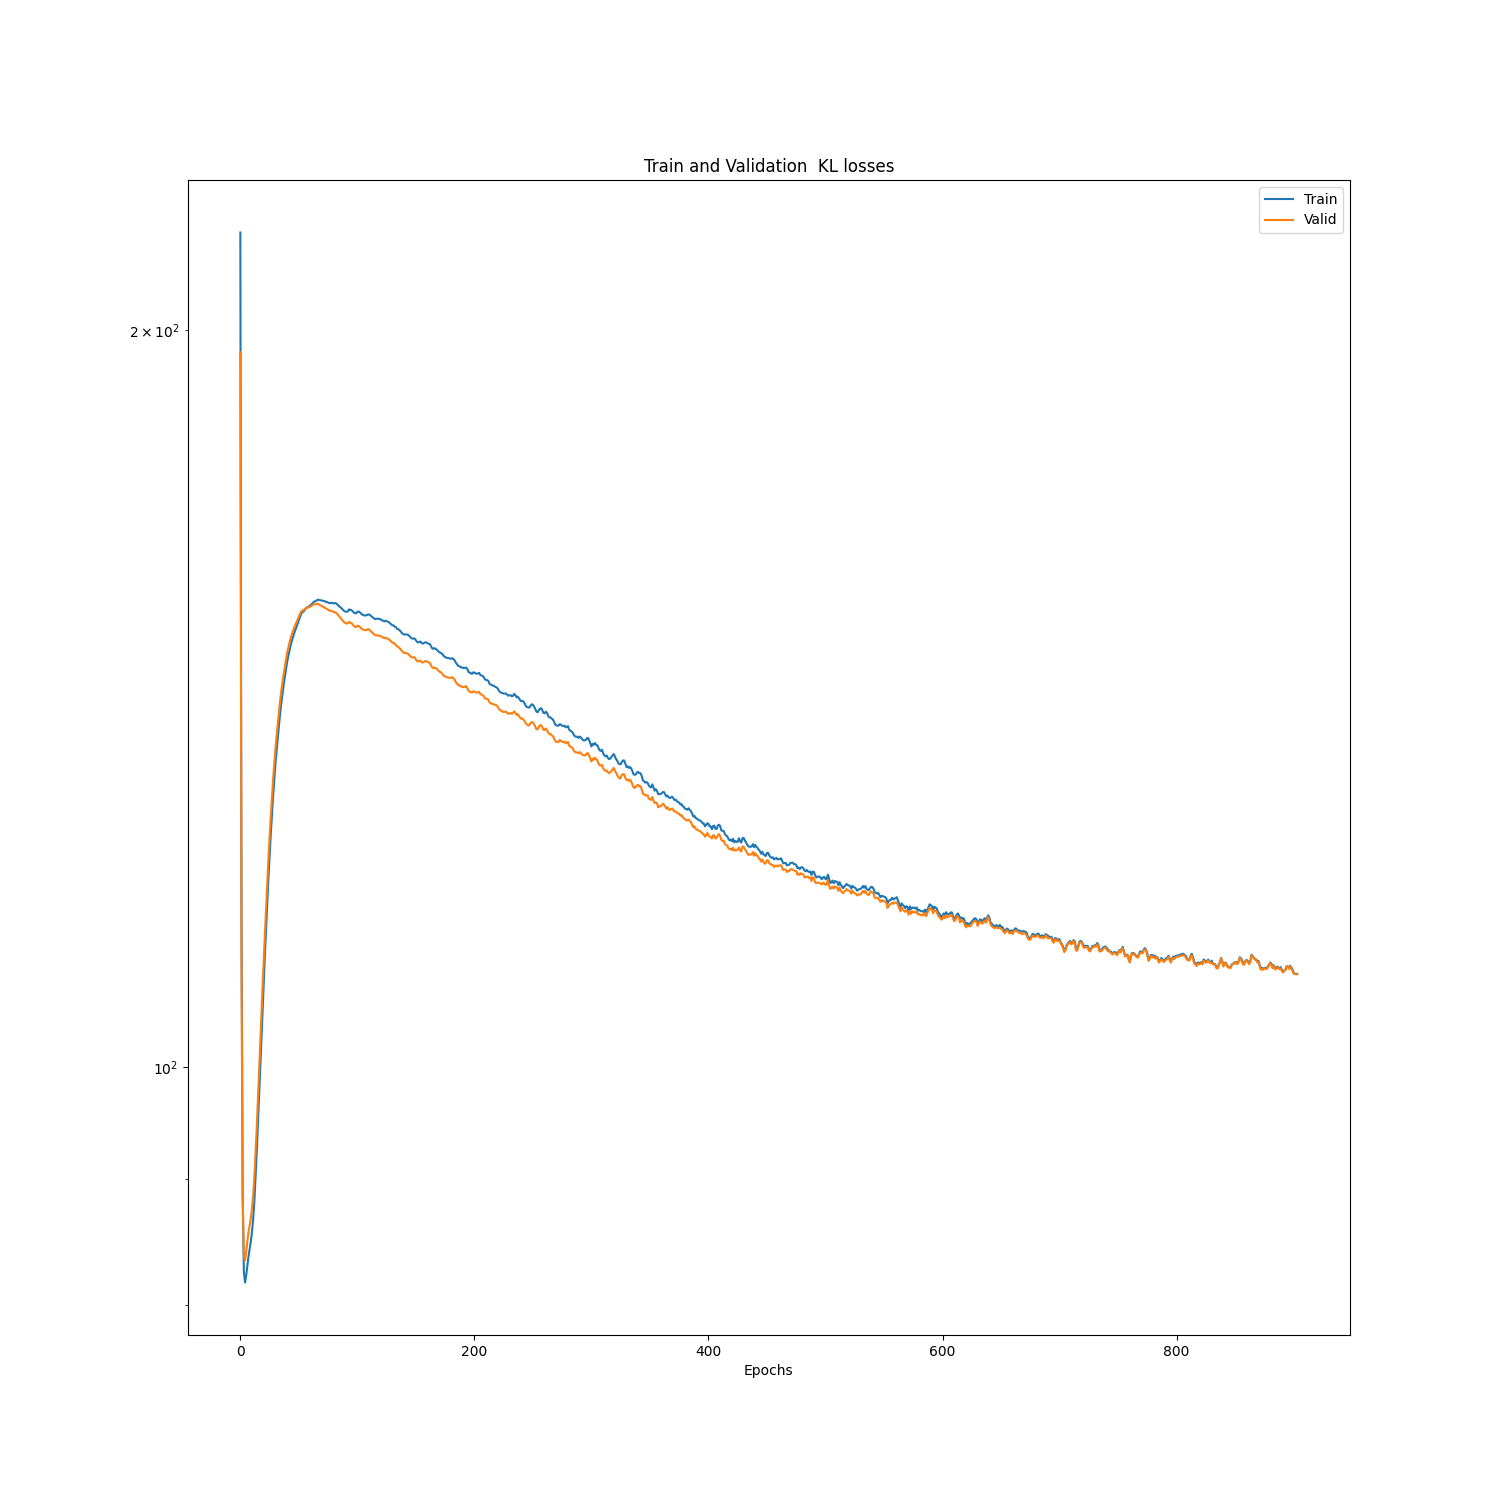 Train and Validation  KL losses
Train
Valid
2 × 10²
10²
0 200 400 600 800
Epochs